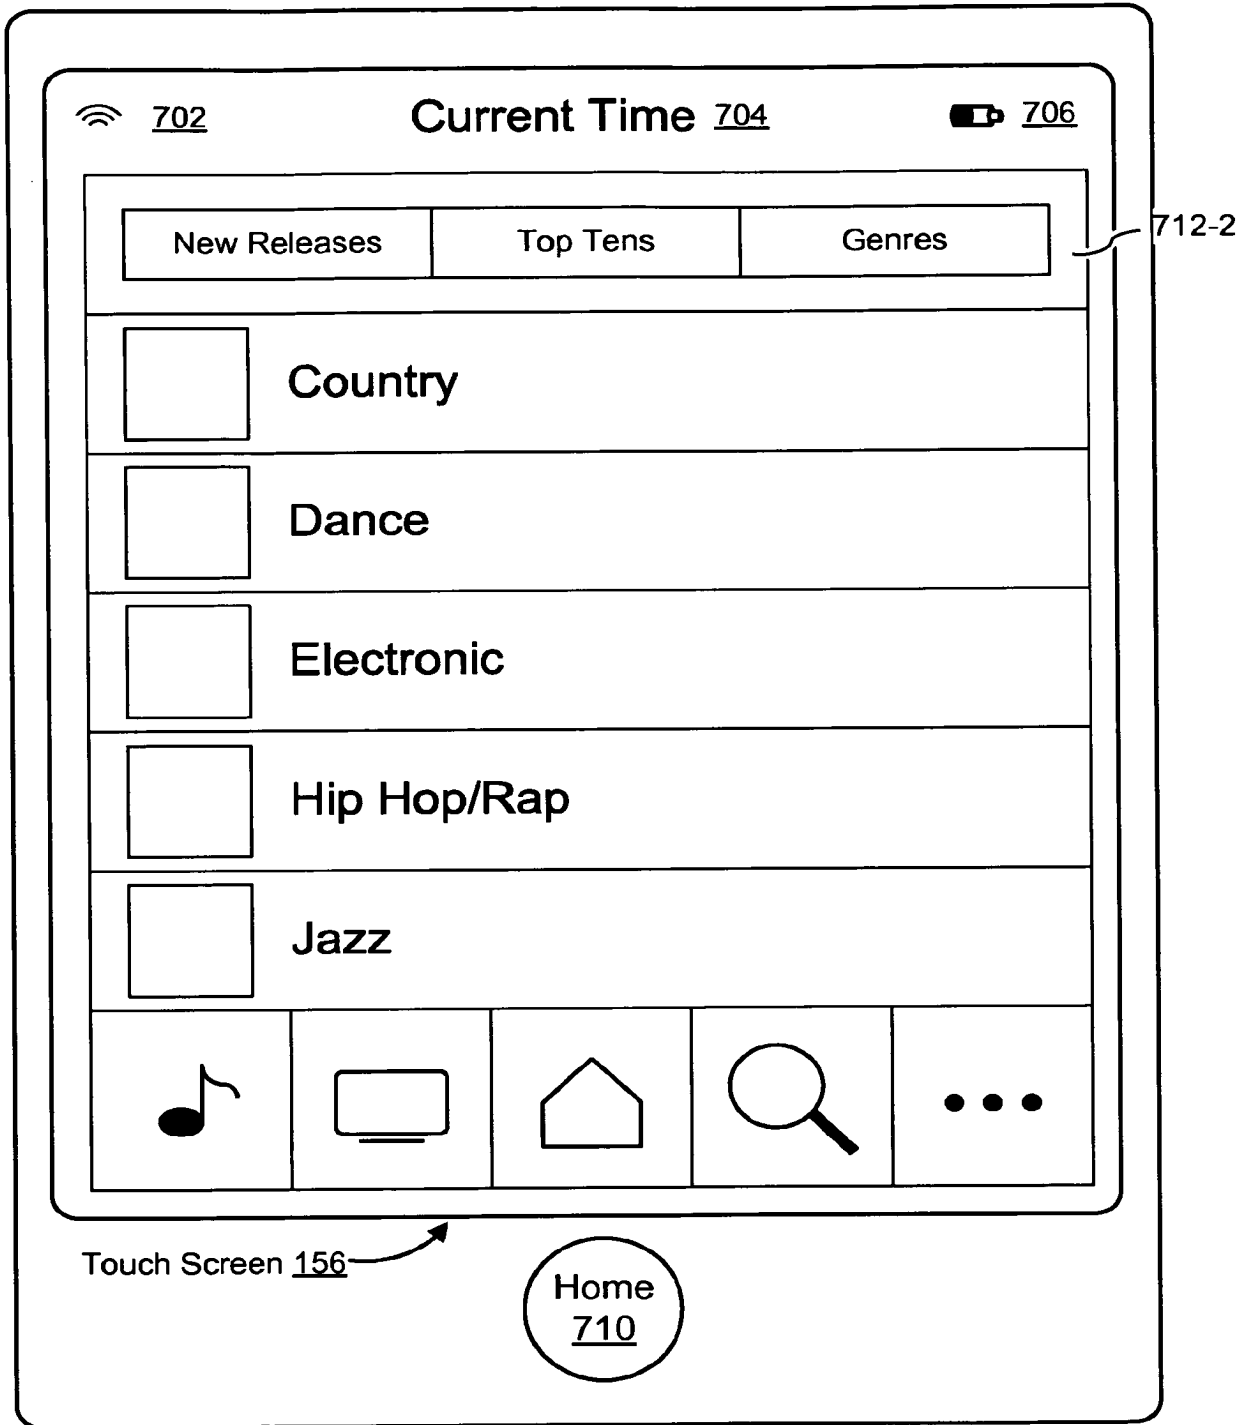 702 Current Time 704 706
New Releases Top Tens Genres 712-2
Country
Dance
Electronic
Hip Hop/Rap
Jazz
Touch Screen 156
Home
710